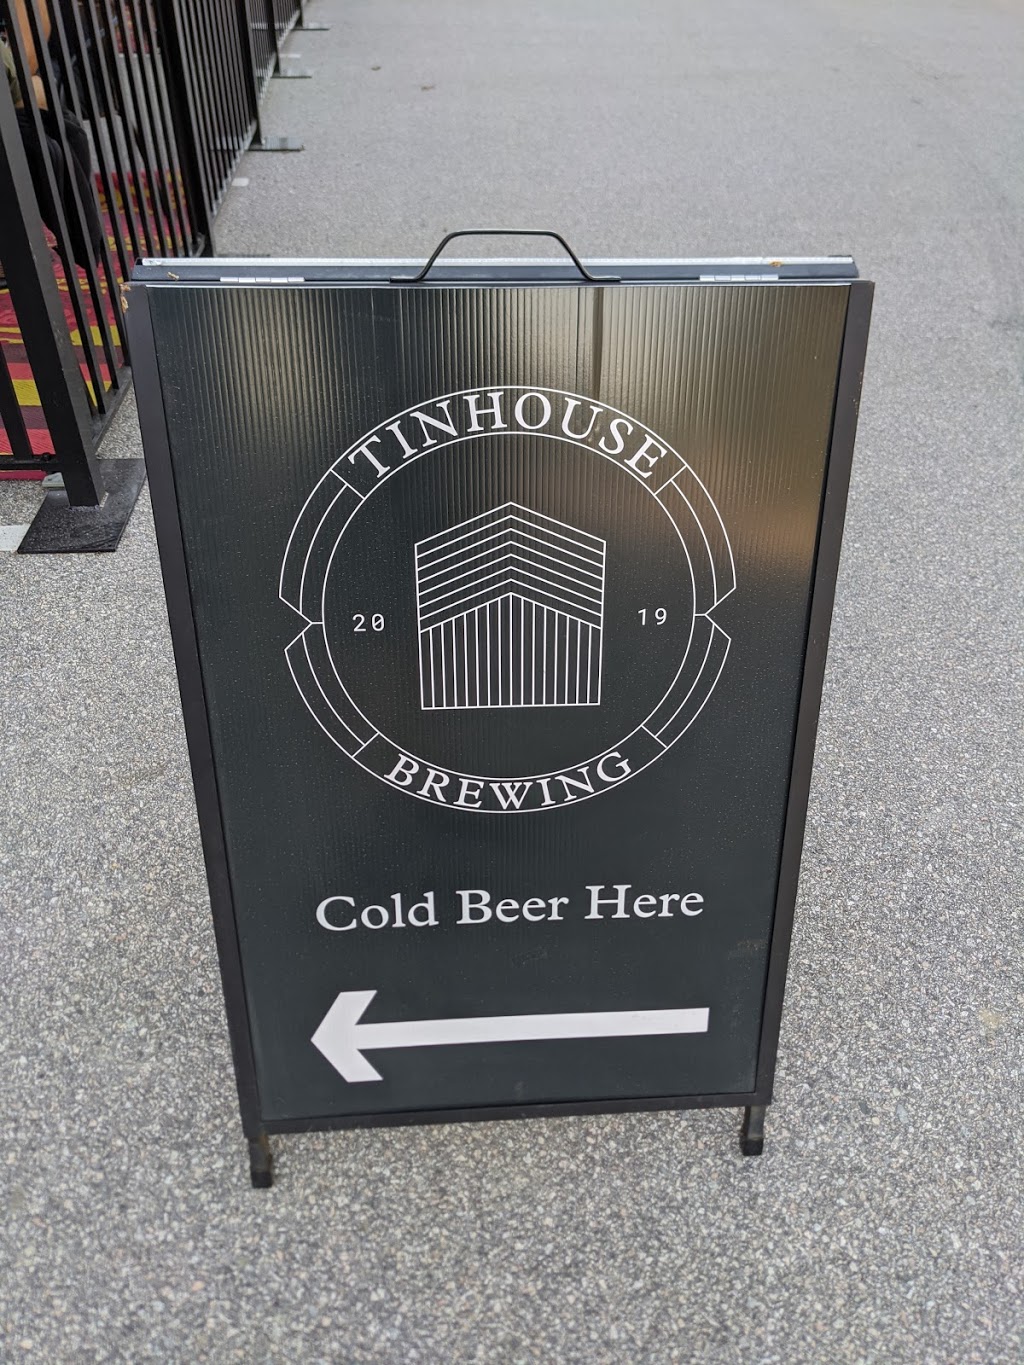 TINHOUSE
20 19
BREWING
Cold Beer Here